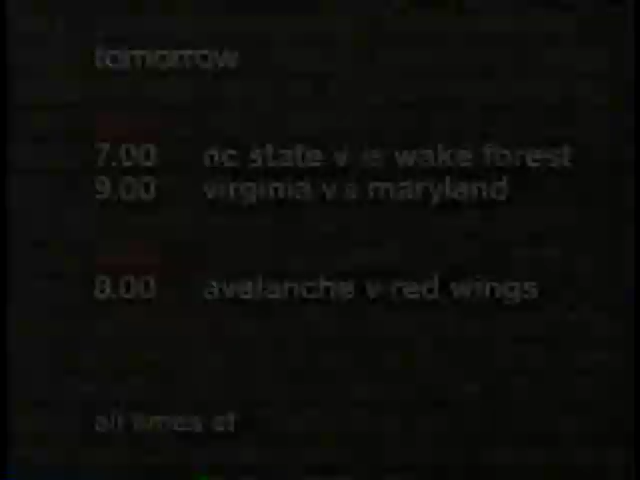 tomorrow
7.00 nc state v wake forest
9.00 virginia v maryland
8.00 avalanche v red wings
all times et